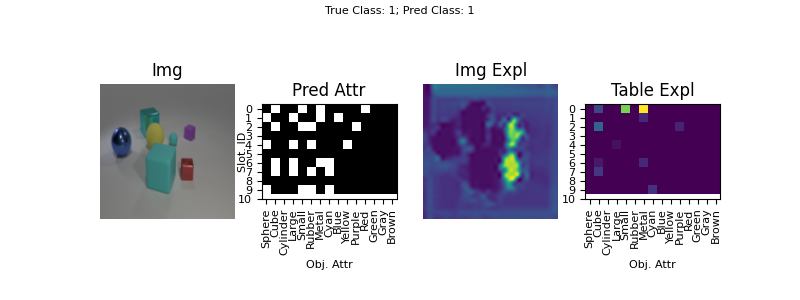 True Class: 1; Pred Class: 1
Img
Pred Attr
Img Expl
Table Expl
Slot. ID
0
1
2
3
4
5
6
7
8
9
10
Sphere
Cube
Cylinder
Large
Small
Rubber
Metal
Cyan
Blue
Yellow
Purple
Red
Green
Gray
Brown
Obj. Attr
0
1
2
3
4
5
6
7
8
9
10
Sphere
Cube
Cylinder
Large
Small
Rubber
Metal
Cyan
Blue
Yellow
Purple
Red
Green
Gray
Brown
Obj. Attr